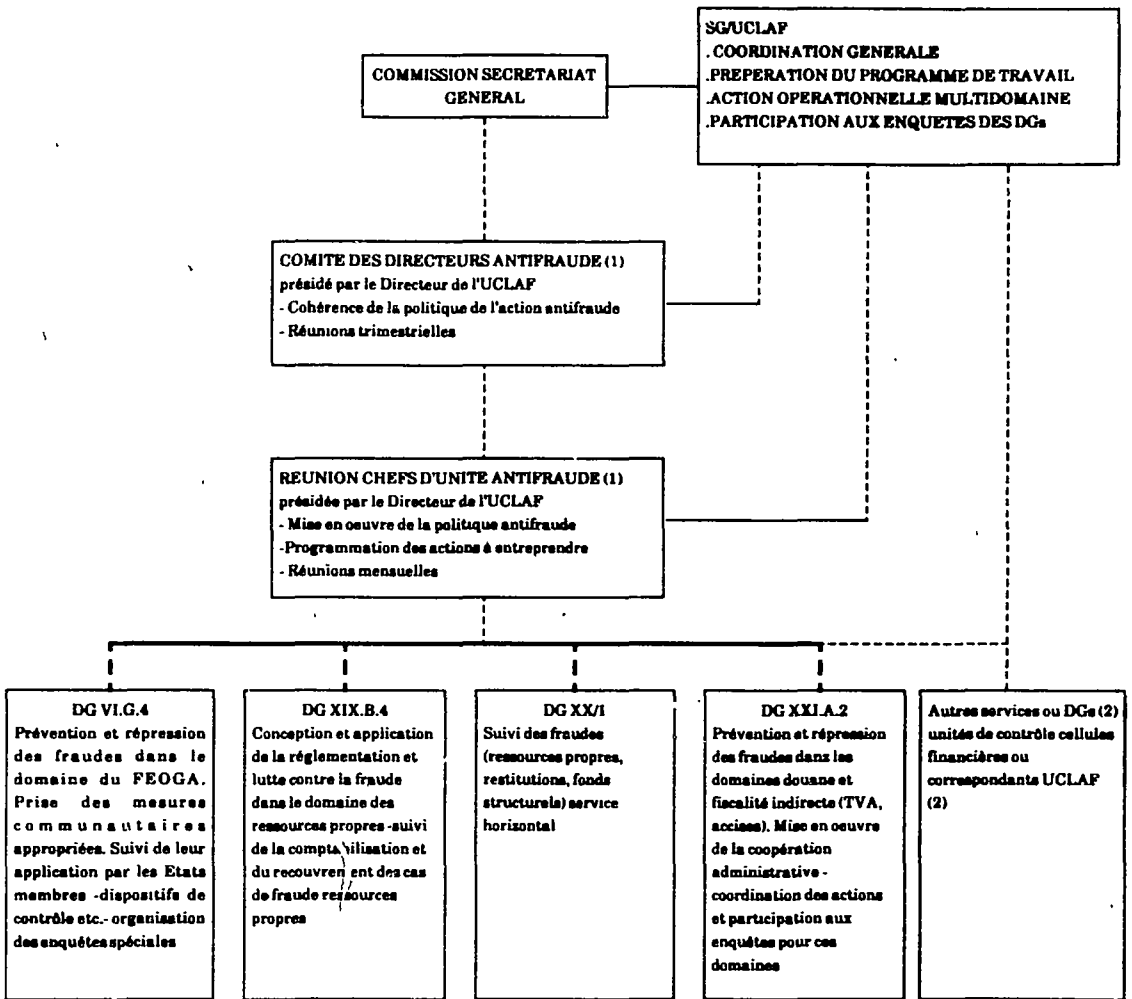 SG/UCLAF
. COORDINATION GENERALE
.PREPERATION DU PROGRAMME DE TRAVAIL
.ACTION OPERATIONNELLE MULTIDOMAINE
.PARTICIPATION AUX ENQUETES DES DGs
COMMISSION SECRETARIAT
GENERAL
COMITE DES DIRECTEURS ANTIFRAUDE (1)
présidé par le Directeur de l'UCLAF
- Cohérence de la politique de l'action antifraude
- Réunions trimestrielles
REUNION CHEFS D'UNITE ANTIFRAUDE (1)
présidée par le Directeur de l'UCLAF
- Mise en oeuvre de la politique antifraude
-Programmation des actions à entreprendre
- Réunions mensuelles
DG VI.G.4
Prévention et répression
des fraudes dans le
domaine du FEOGA.
Prise des mesures
communautaires
appropriées. Suivi de leur
application par les Etats
membres -dispositifs de
contrôle etc.- organisation
des enquêtes spéciales
DG XIX.B.4
Conception et application
de la réglementation et
lutte contre la fraude
dans le domaine des
ressources propres -suivi
de la comptabilisation et
du recouvrement des cas
de fraude ressources
propres
DG XX/1
Suivi des fraudes
(ressources propres,
restitutions, fonds
structurels) service
horizontal
DG XXI.A.2
Prévention et répression
des fraudes dans les
domaines douane et
fiscalité indirecte (TVA,
accises). Mise en oeuvre
de la coopération
administrative -
coordination des actions
et participation aux
enquêtes pour ces
domaines
Autres services ou DGs (2)
unités de contrôle cellules
financières ou
correspondants UCLAF
(2)